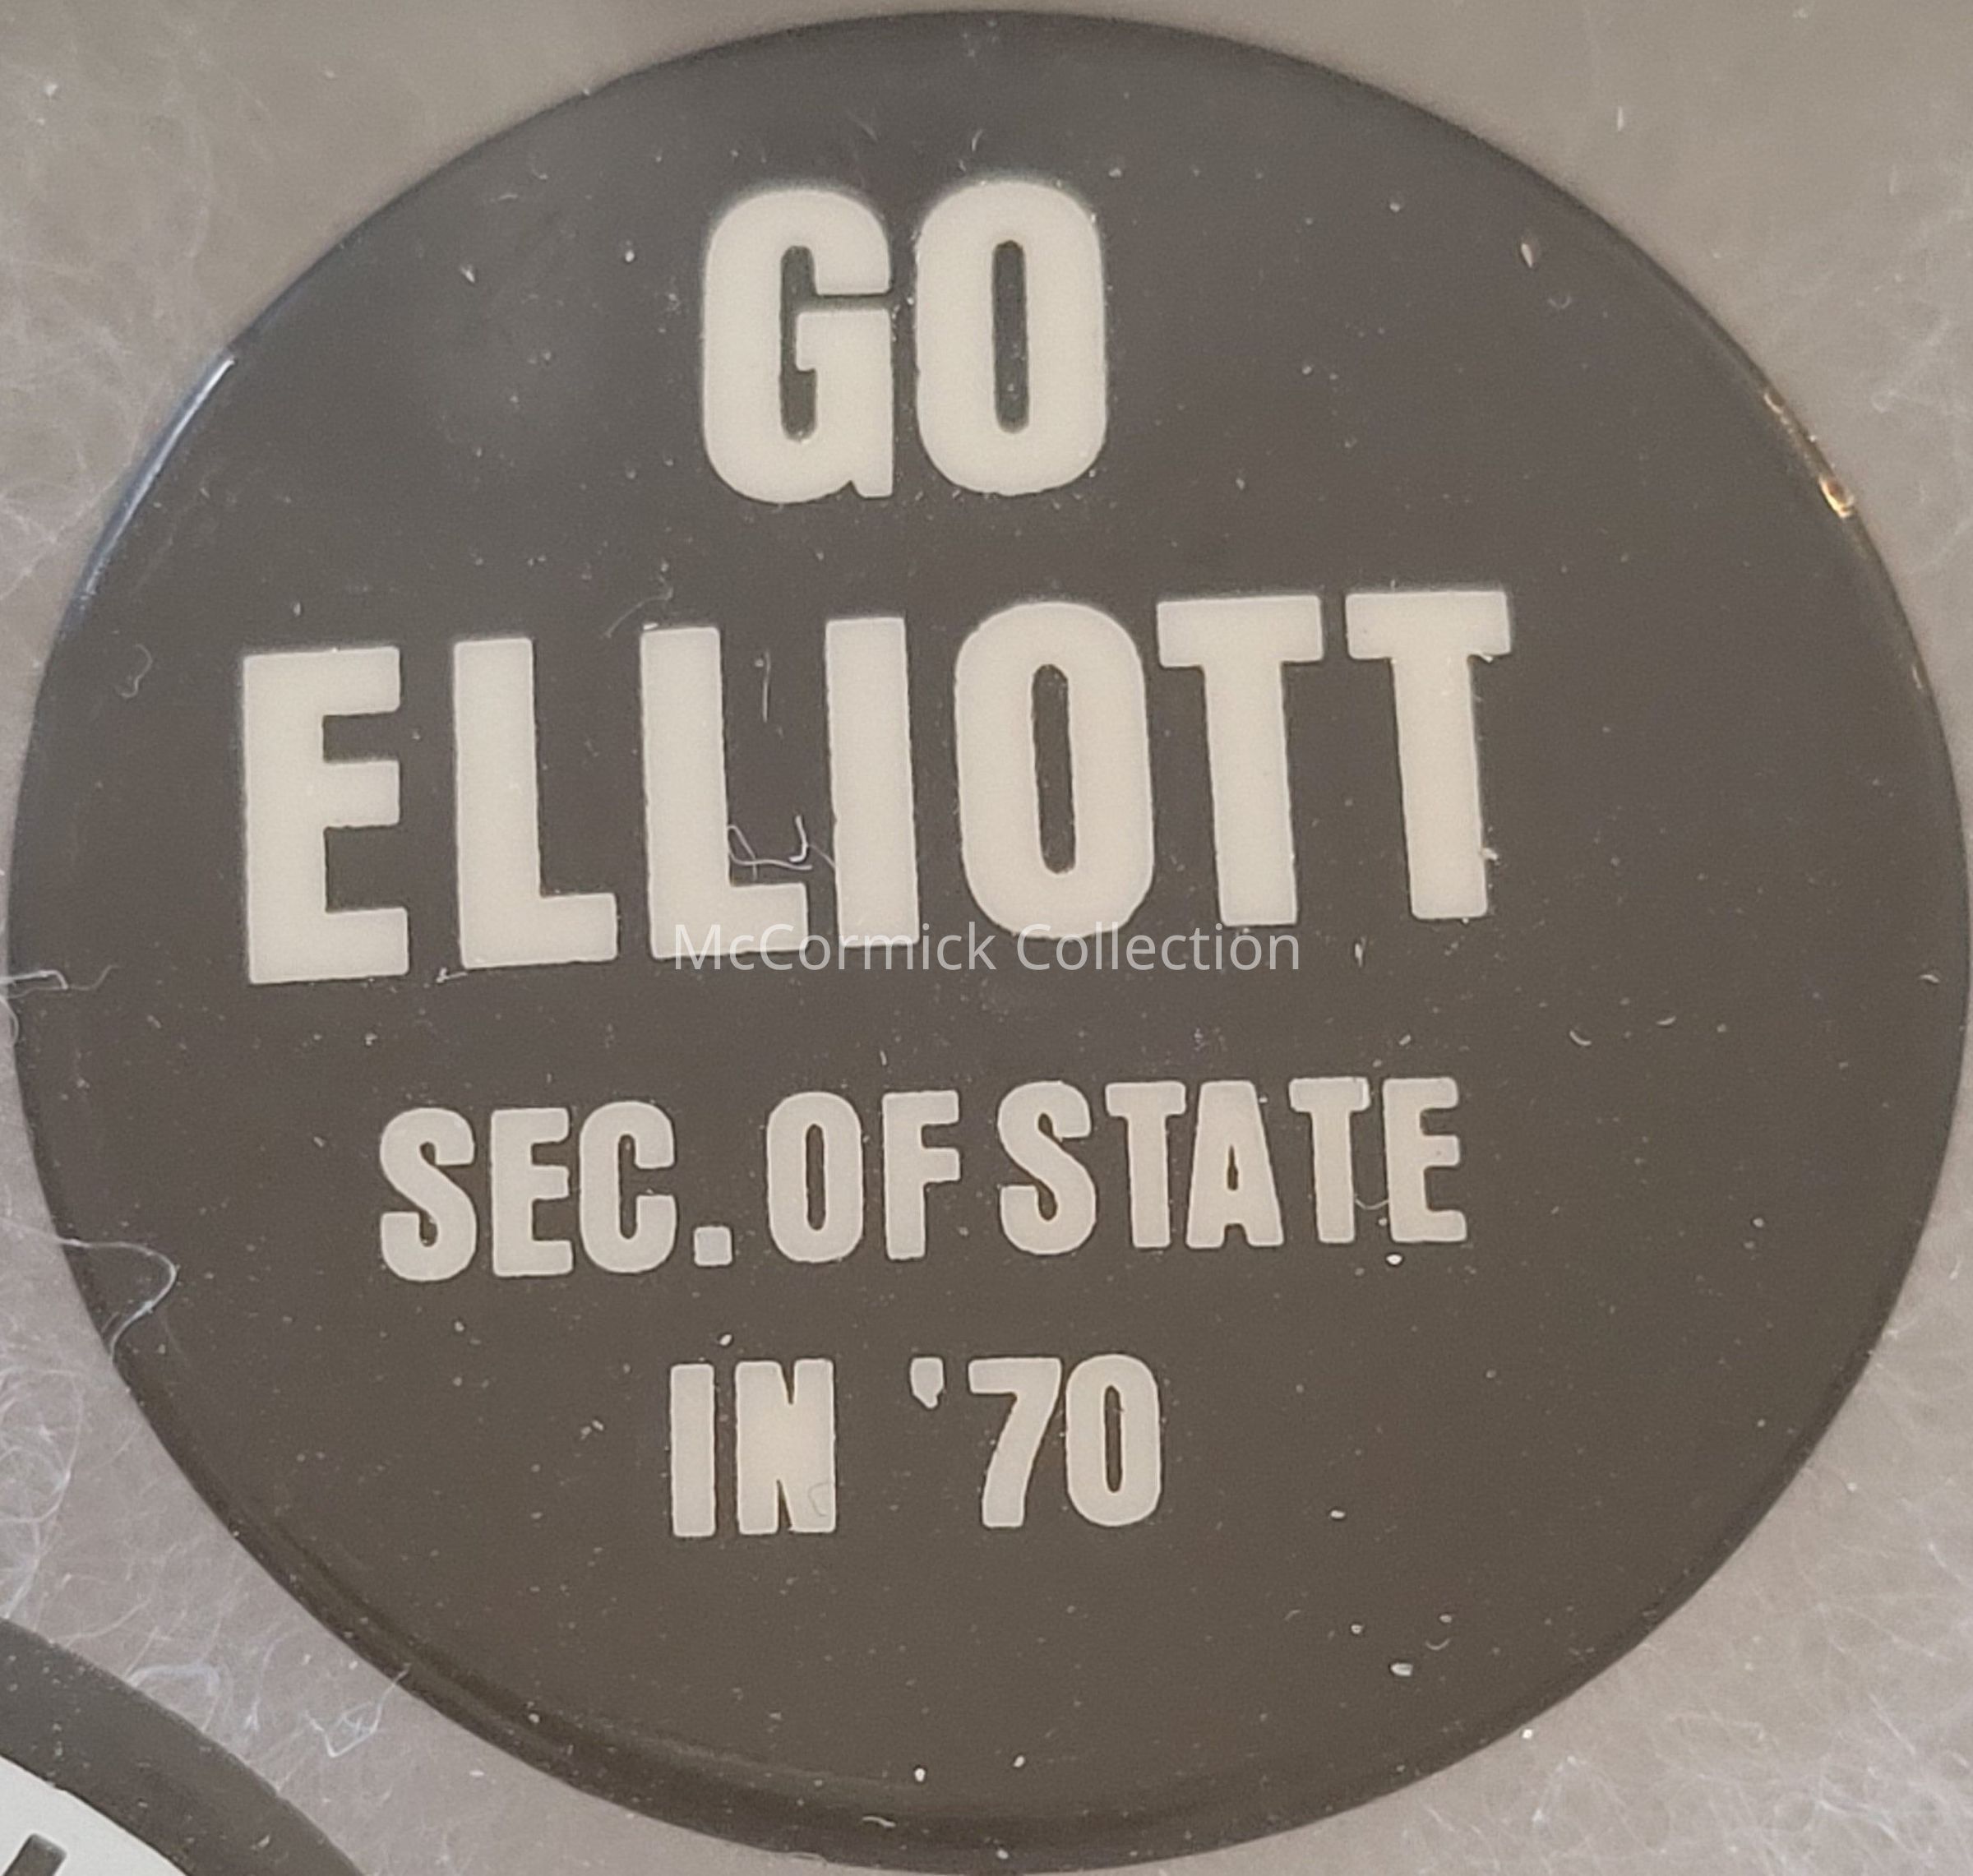 GO
ELLIOTT
McCormick Collection
SEC. OF STATE
IN '70